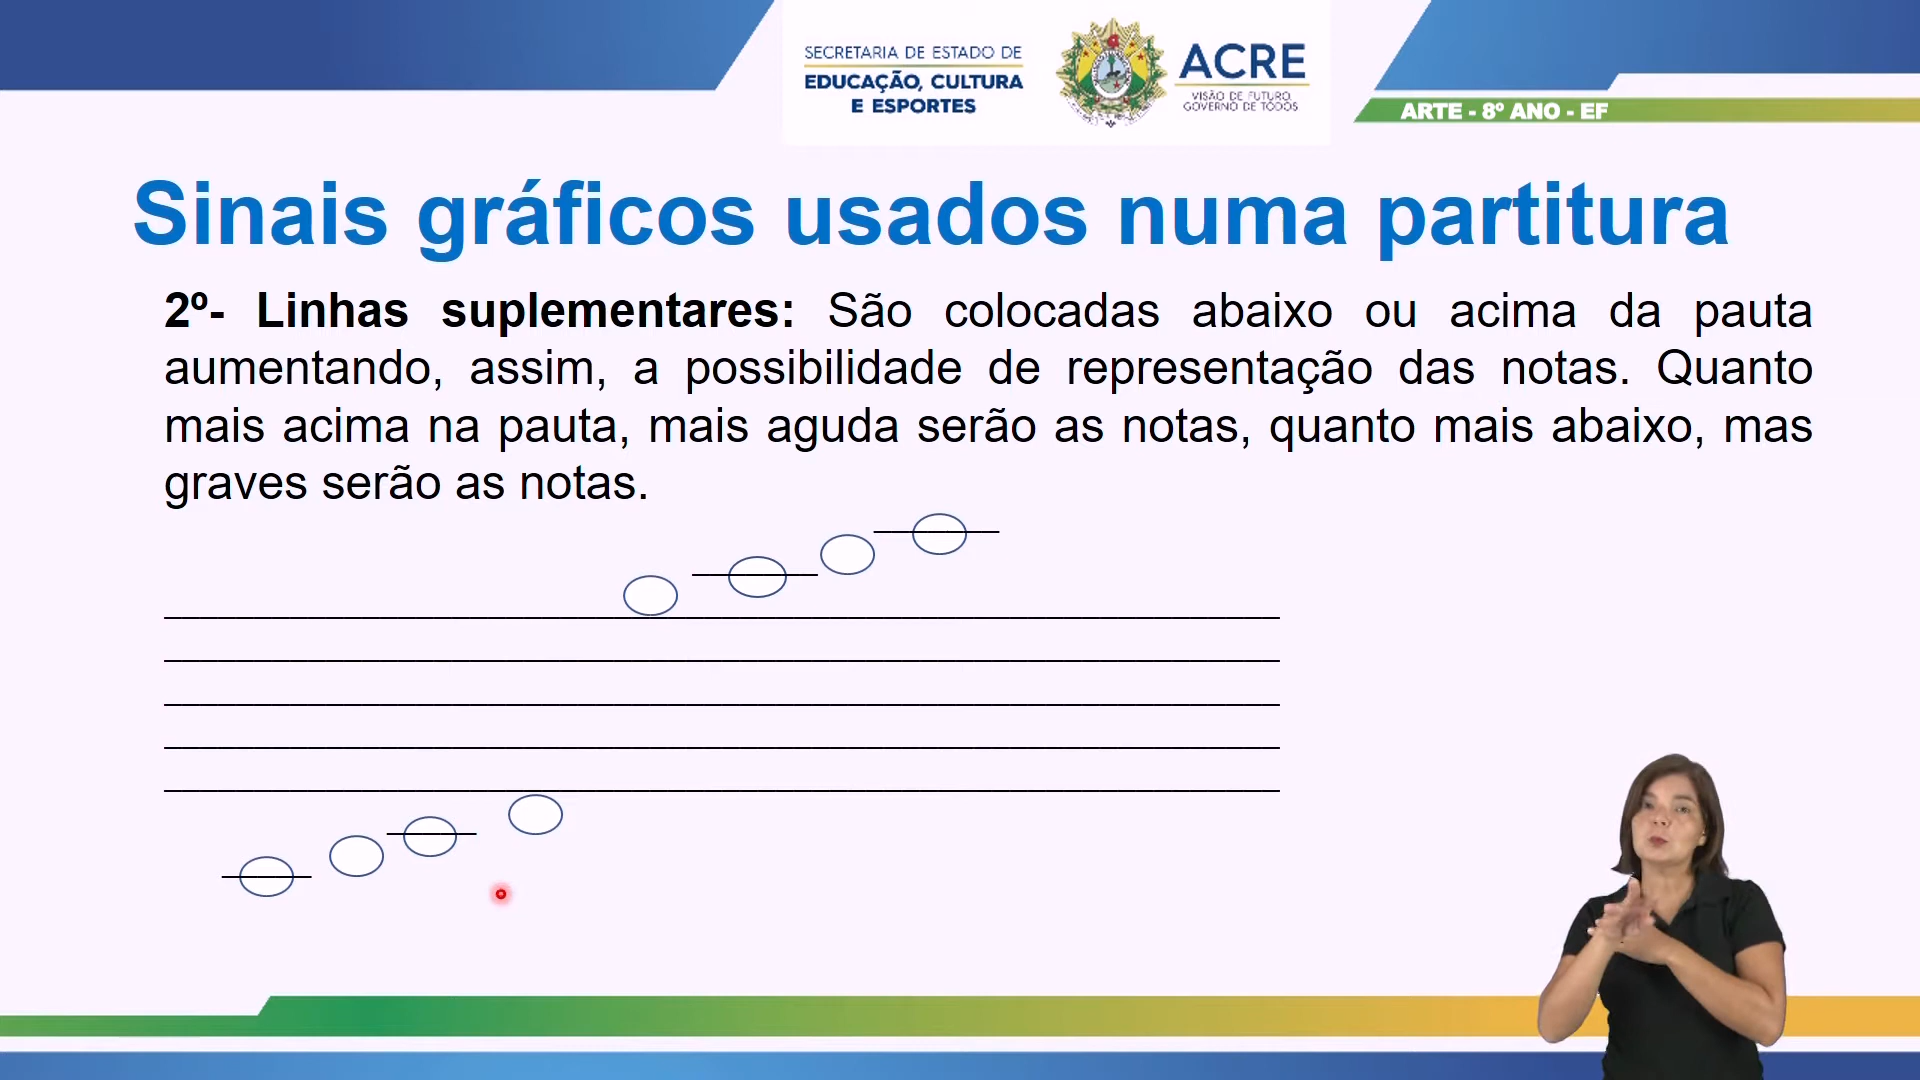 SECRETARIA DE ESTADO DE
EDUCAÇÃO, CULTURA
E ESPORTES
ACRE
VISÃO DE FUTURO,
GOVERNO DE TODOS
ARTE - 8º ANO - EF
Sinais gráficos usados numa partitura
2º- Linhas suplementares: São colocadas abaixo ou acima da pauta
aumentando, assim, a possibilidade de representação das notas. Quanto
mais acima na pauta, mais aguda serão as notas, quanto mais abaixo, mas
graves serão as notas.